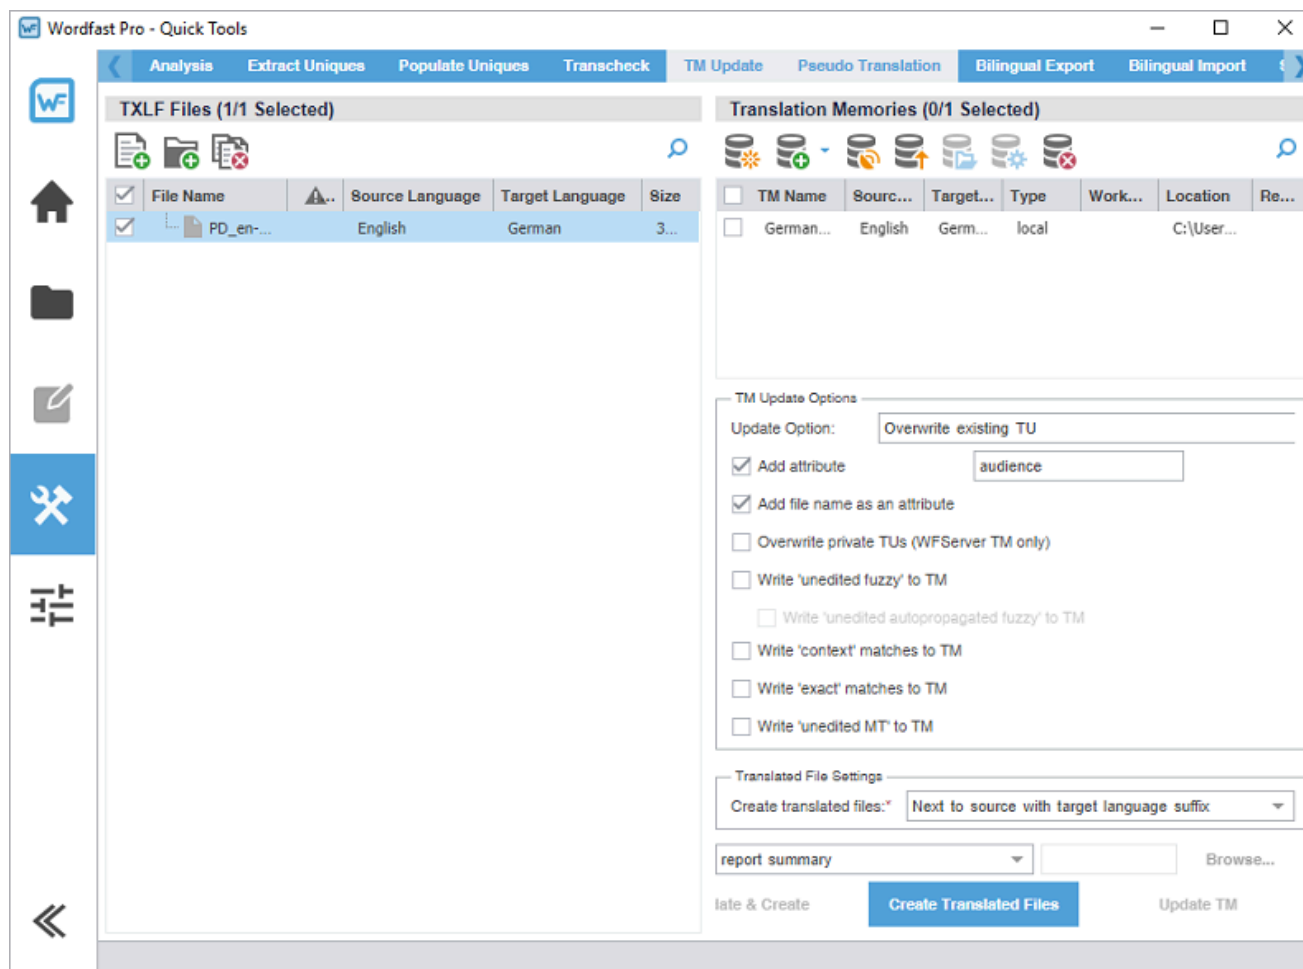 Wordfast Pro - Quick Tools
Analysis Extract Uniques Populate Uniques Transcheck TM Update Pseudo Translation Bilingual Export Bilingual Import
WF
TXLF Files (1/1 Selected)
File Name Source Language Target Language Size
PD_en-... English German 3...
Translation Memories (0/1 Selected)
TM Name Sourc... Target... Type Work... Location Re...
German... English Germ... local C:\User...
TM Update Options
Update Option: Overwrite existing TU
Add attribute audience
Add file name as an attribute
Overwrite private TUs (WFServer TM only)
Write 'unedited fuzzy' to TM
Write 'unedited autopropagated fuzzy' to TM
Write 'context' matches to TM
Write 'exact' matches to TM
Write 'unedited MT' to TM
Translated File Settings
Create translated files:* Next to source with target language suffix
report summary Browse...
late & Create Create Translated Files Update TM